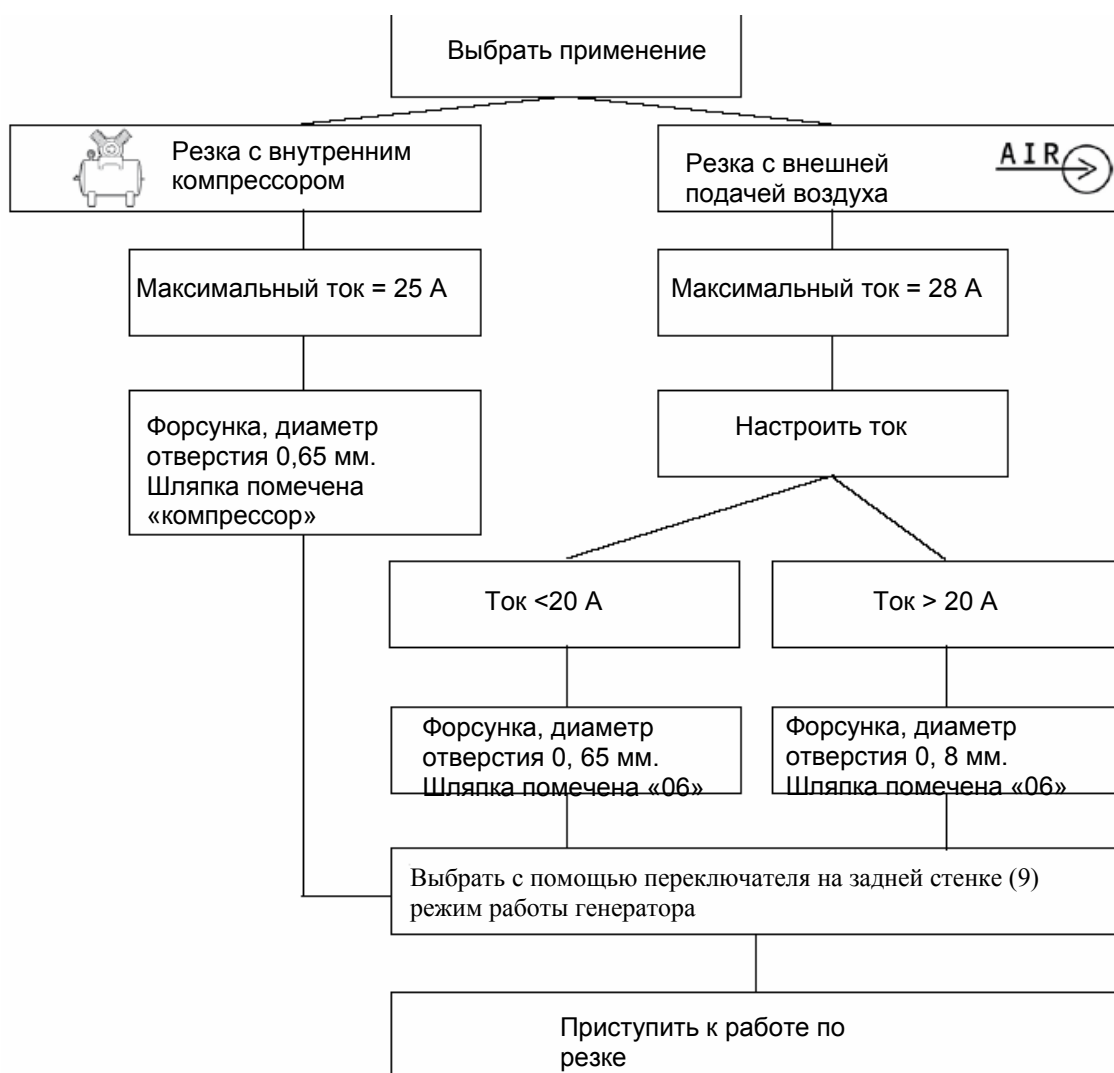 Выбрать применение
Резка с внутренним
компрессором
Резка с внешней
подачей воздуха
AIR
Максимальный ток = 25 А
Максимальный ток = 28 А
Форсунка, диаметр
отверстия 0,65 мм.
Шляпка помечена
«компрессор»
Настроить ток
Ток <20 А
Ток > 20 А
Форсунка, диаметр
отверстия 0, 65 мм.
Шляпка помечена «06»
Форсунка, диаметр
отверстия 0, 8 мм.
Шляпка помечена «06»
Выбрать с помощью переключателя на задней стенке (9)
режим работы генератора
Приступить к работе по
резке